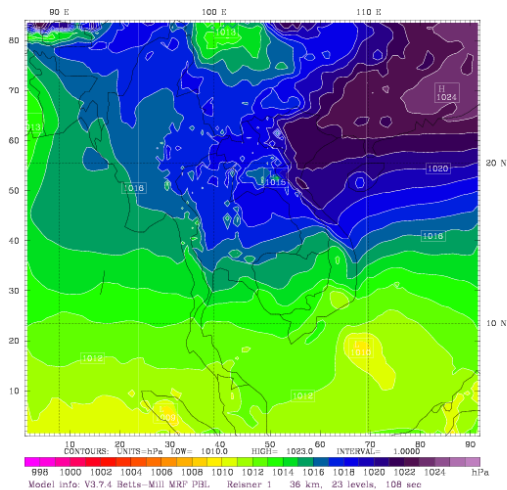 90 E 100 E 110 E
1014
80
70
H
1024
60
20 N
1020
50
1016
1015
1016
40
30
10 N
20
1012
1012
10
10 20 30 40 50 60 70 80 90
CONTOURS: UNITS=hPa LOW= 1010.0 HIGH= INTERVAL= 1.0000
998 1000 1002 1004 1006 1008 1010 1012 1014 1016 1018 1020 1022 1024 hPa
Model info: V3.7.4 Betts-Mill MRF PBL Reisner 1 36 km, 23 levels, 108 sec